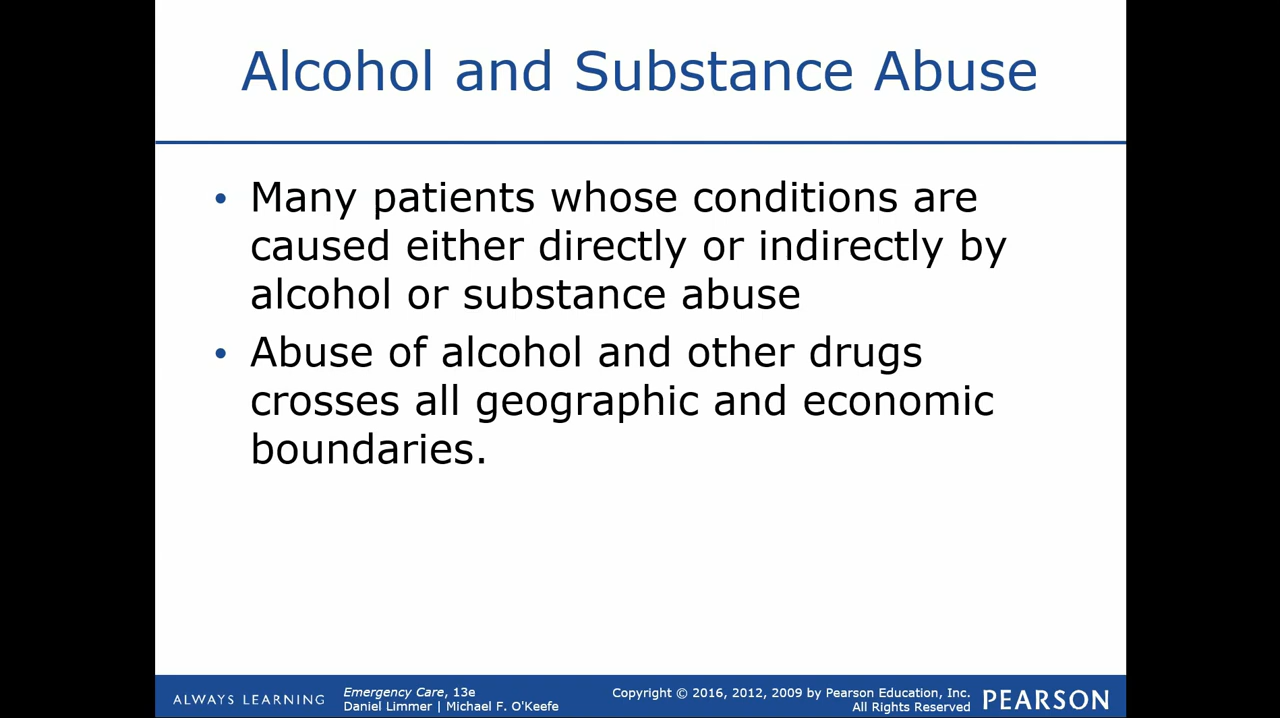 Alcohol and Substance Abuse
• Many patients whose conditions are
caused either directly or indirectly by
alcohol or substance abuse
• Abuse of alcohol and other drugs
crosses all geographic and economic
boundaries.
ALWAYS LEARNING
Emergency Care, 13e
Daniel Limmer | Michael F. O'Keefe
Copyright © 2016, 2012, 2009 by Pearson Education, Inc.
All Rights Reserved
PEARSON